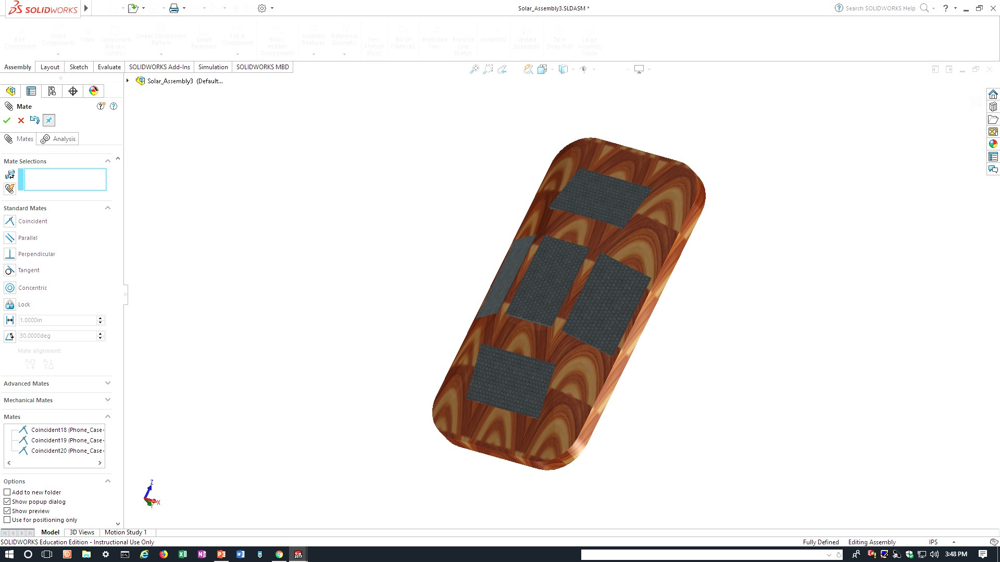 SOLIDWORKS
Solar_Assembly3.SLDASM *
Search SOLIDWORKS Help
?
Edit Component
Insert Components
Mate
Component Preview Window
Linear Component Pattern
Smart Fasteners
Move Component
Show Hidden Components
Assembly Features
Reference Geometry
New Motion Study
Bill of Materials
Exploded View
Explode Line Sketch
Instant3D
Update Speedpak
Take Snapshot
Large Assembly Mode
Assembly
Layout
Sketch
Evaluate
SOLIDWORKS Add-Ins
Simulation
SOLIDWORKS MBD
Solar_Assembly3 (Default...
Mate
Mates
Analysis
Mate Selections
Standard Mates
Coincident
Parallel
Perpendicular
Tangent
Concentric
Lock
1.0000in
30.0000deg
Mate alignment:
Advanced Mates
Mechanical Mates
Mates
Coincident18 (Phone_Case
Coincident19 (Phone_Case
Coincident20 (Phone_Case
Options
Add to new folder
Show popup dialog
Show preview
Use for positioning only
Z
X
Model
3D Views
Motion Study 1
SOLIDWORKS Education Edition - Instructional Use Only
Fully Defined
Editing Assembly
IPS
3:48 PM